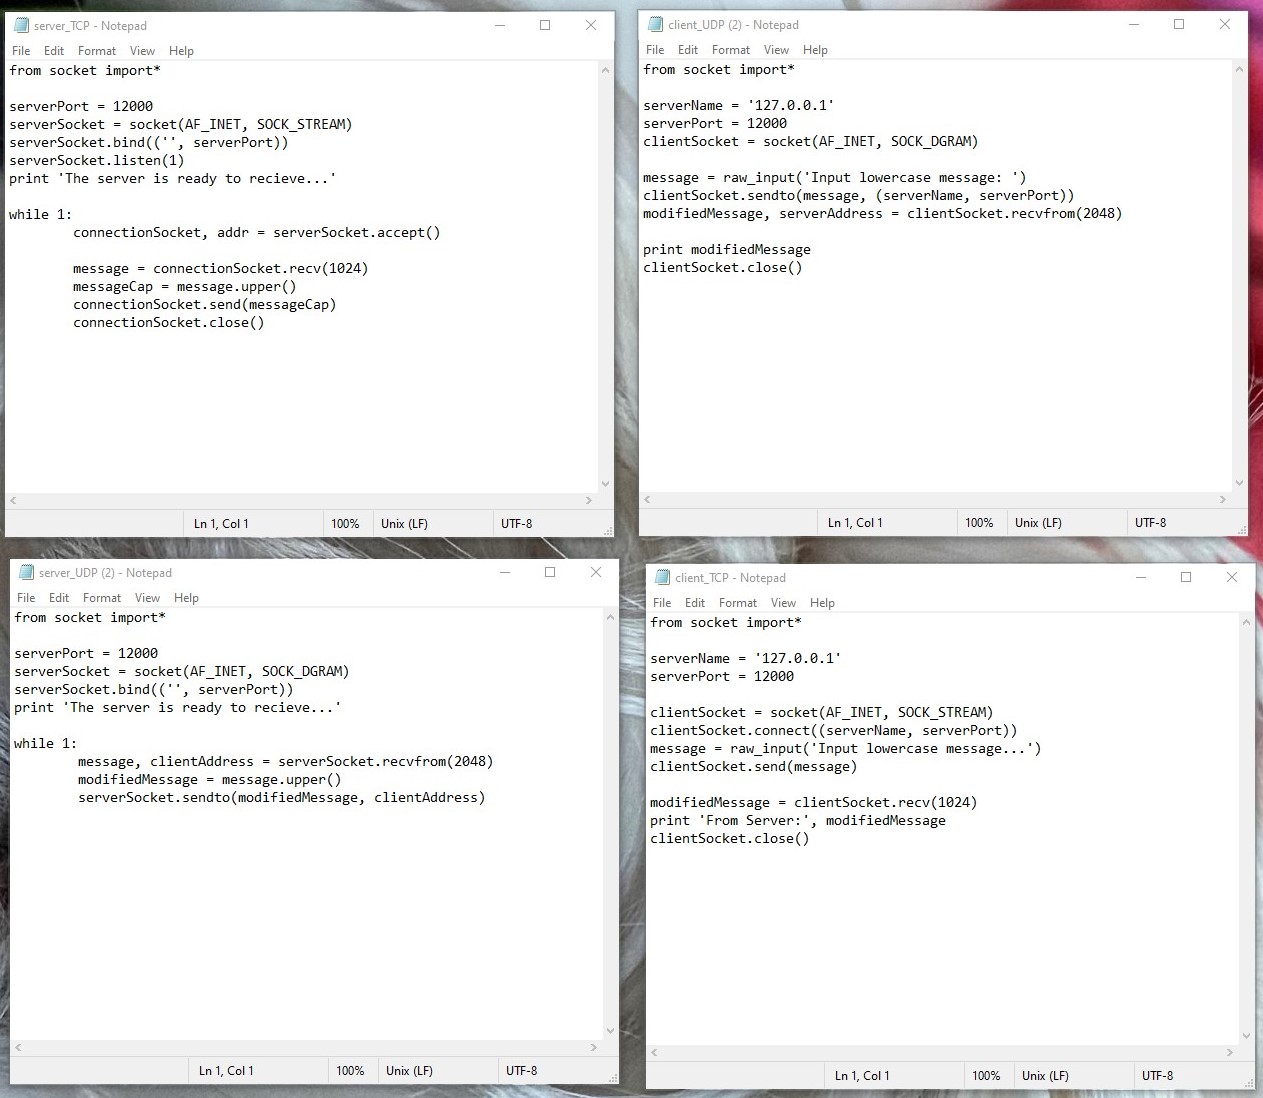 server_TCP - Notepad
File Edit Format View Help
from socket import*
serverPort = 12000
serverSocket = socket(AF_INET, SOCK_STREAM)
serverSocket.bind(('', serverPort))
serverSocket.listen(1)
print 'The server is ready to recieve...'
while 1:
connectionSocket, addr = serverSocket.accept()
message = connectionSocket.recv(1024)
messageCap = message.upper()
connectionSocket.send(messageCap)
connectionSocket.close()
Ln 1, Col 1 100% Unix (LF) UTF-8
client_UDP (2) - Notepad
File Edit Format View Help
from socket import*
serverName = '127.0.0.1'
serverPort = 12000
clientSocket = socket(AF_INET, SOCK_DGRAM)
message = raw_input('Input lowercase message: ')
clientSocket.sendto(message, (serverName, serverPort))
modifiedMessage, serverAddress = clientSocket.recvfrom(2048)
print modifiedMessage
clientSocket.close()
Ln 1, Col 1 100% Unix (LF) UTF-8
server_UDP (2) - Notepad
File Edit Format View Help
from socket import*
serverPort = 12000
serverSocket = socket(AF_INET, SOCK_DGRAM)
serverSocket.bind(('', serverPort))
print 'The server is ready to recieve...'
while 1:
message, clientAddress = serverSocket.recvfrom(2048)
modifiedMessage = message.upper()
serverSocket.sendto(modifiedMessage, clientAddress)
Ln 1, Col 1 100% Unix (LF) UTF-8
client_TCP - Notepad
File Edit Format View Help
from socket import*
serverName = '127.0.0.1'
serverPort = 12000
clientSocket = socket(AF_INET, SOCK_STREAM)
clientSocket.connect((serverName, serverPort))
message = raw_input('Input lowercase message...')
clientSocket.send(message)
modifiedMessage = clientSocket.recv(1024)
print 'From Server:', modifiedMessage
clientSocket.close()
Ln 1, Col 1 100% Unix (LF) UTF-8